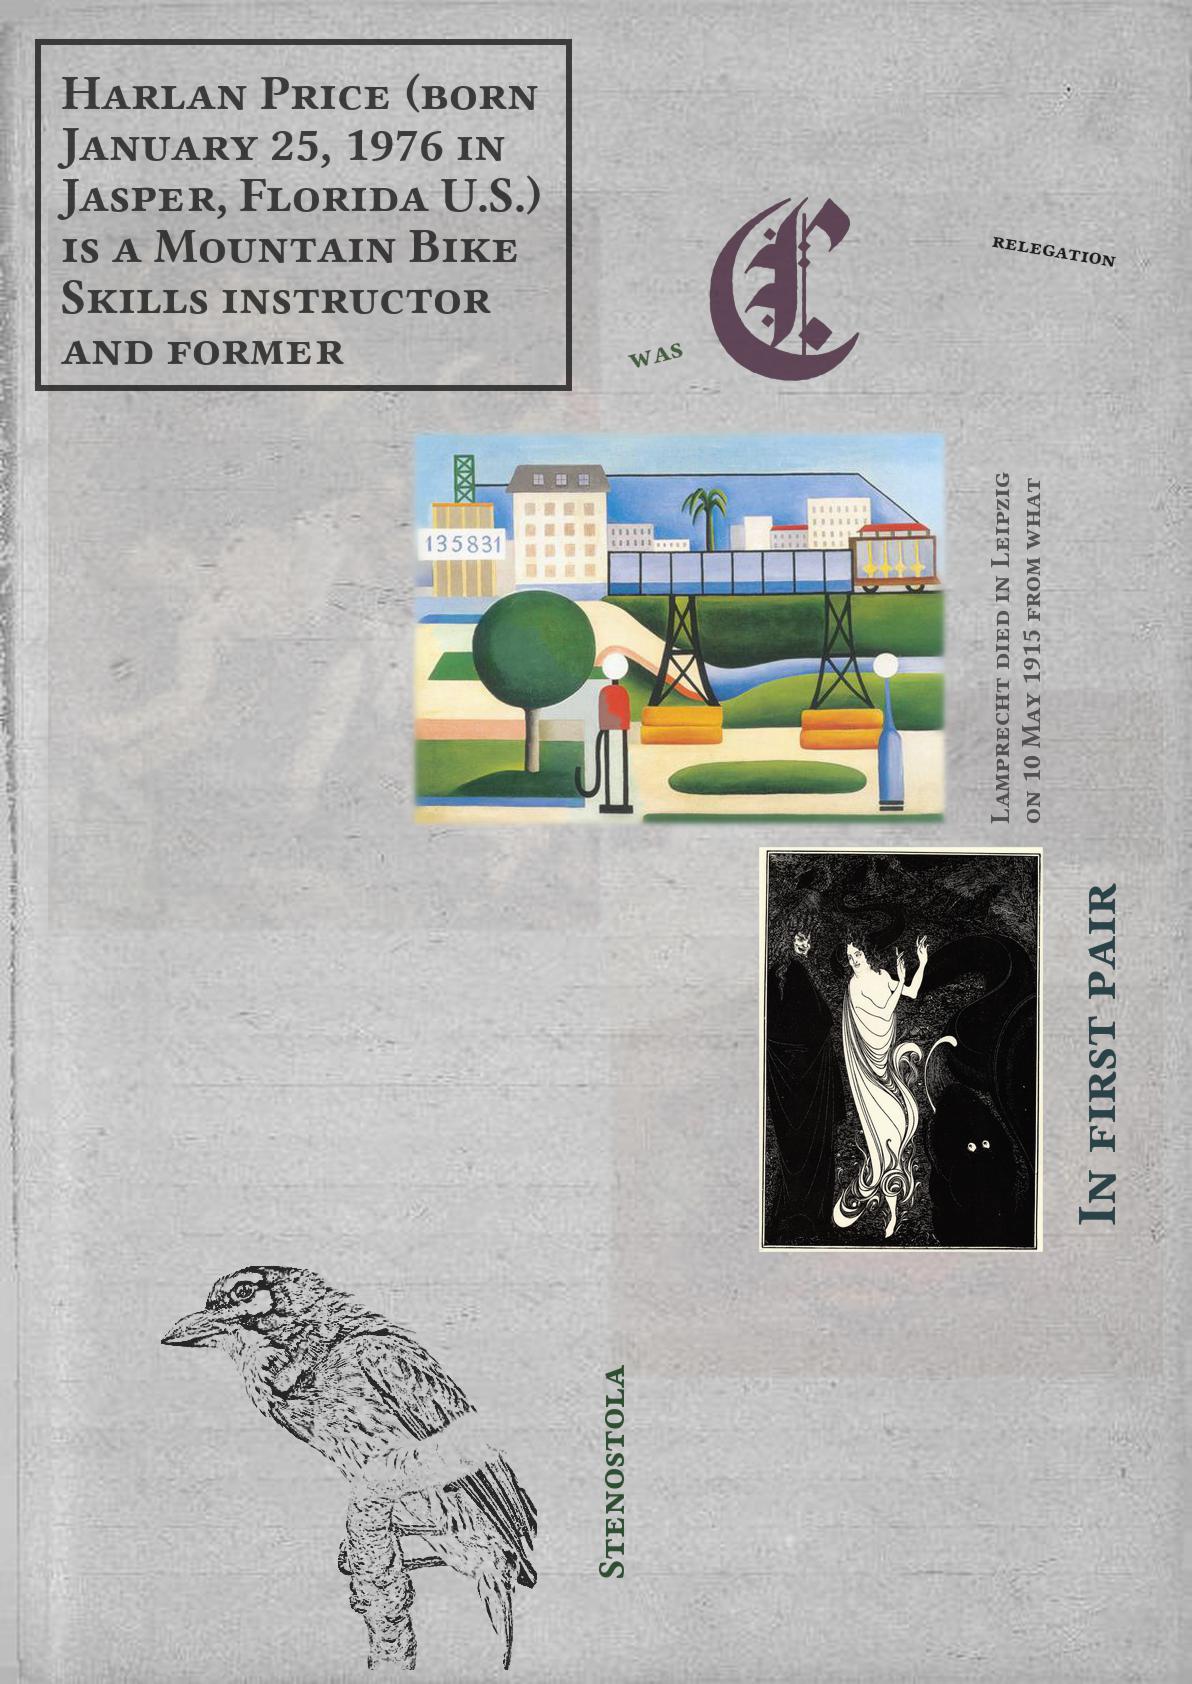 Harlan Price (born
January 25, 1976 in
Jasper, Florida U.S.)
is a Mountain Bike
Skills instructor
and former
was
C
relegation
135831
Lamprecht died in Leipzig
on 10 May 1915 from what
In first pair
Stenostola